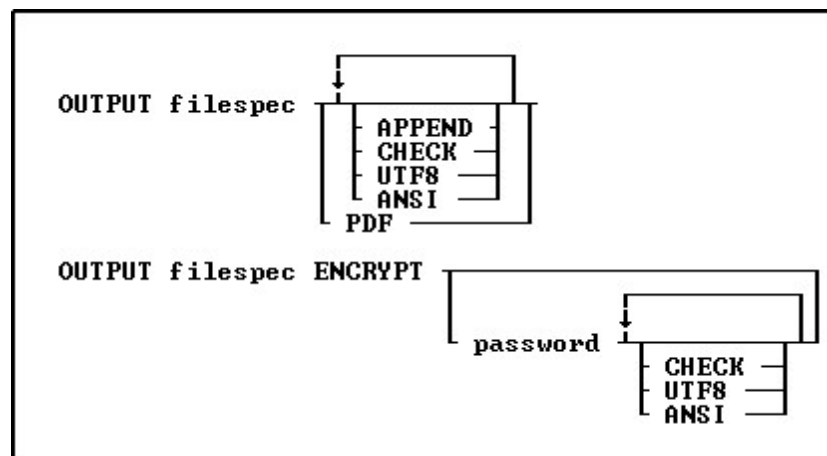 OUTPUT filespec
APPEND
CHECK
UTF8
ANSI
PDF
OUTPUT filespec ENCRYPT
password
CHECK
UTF8
ANSI